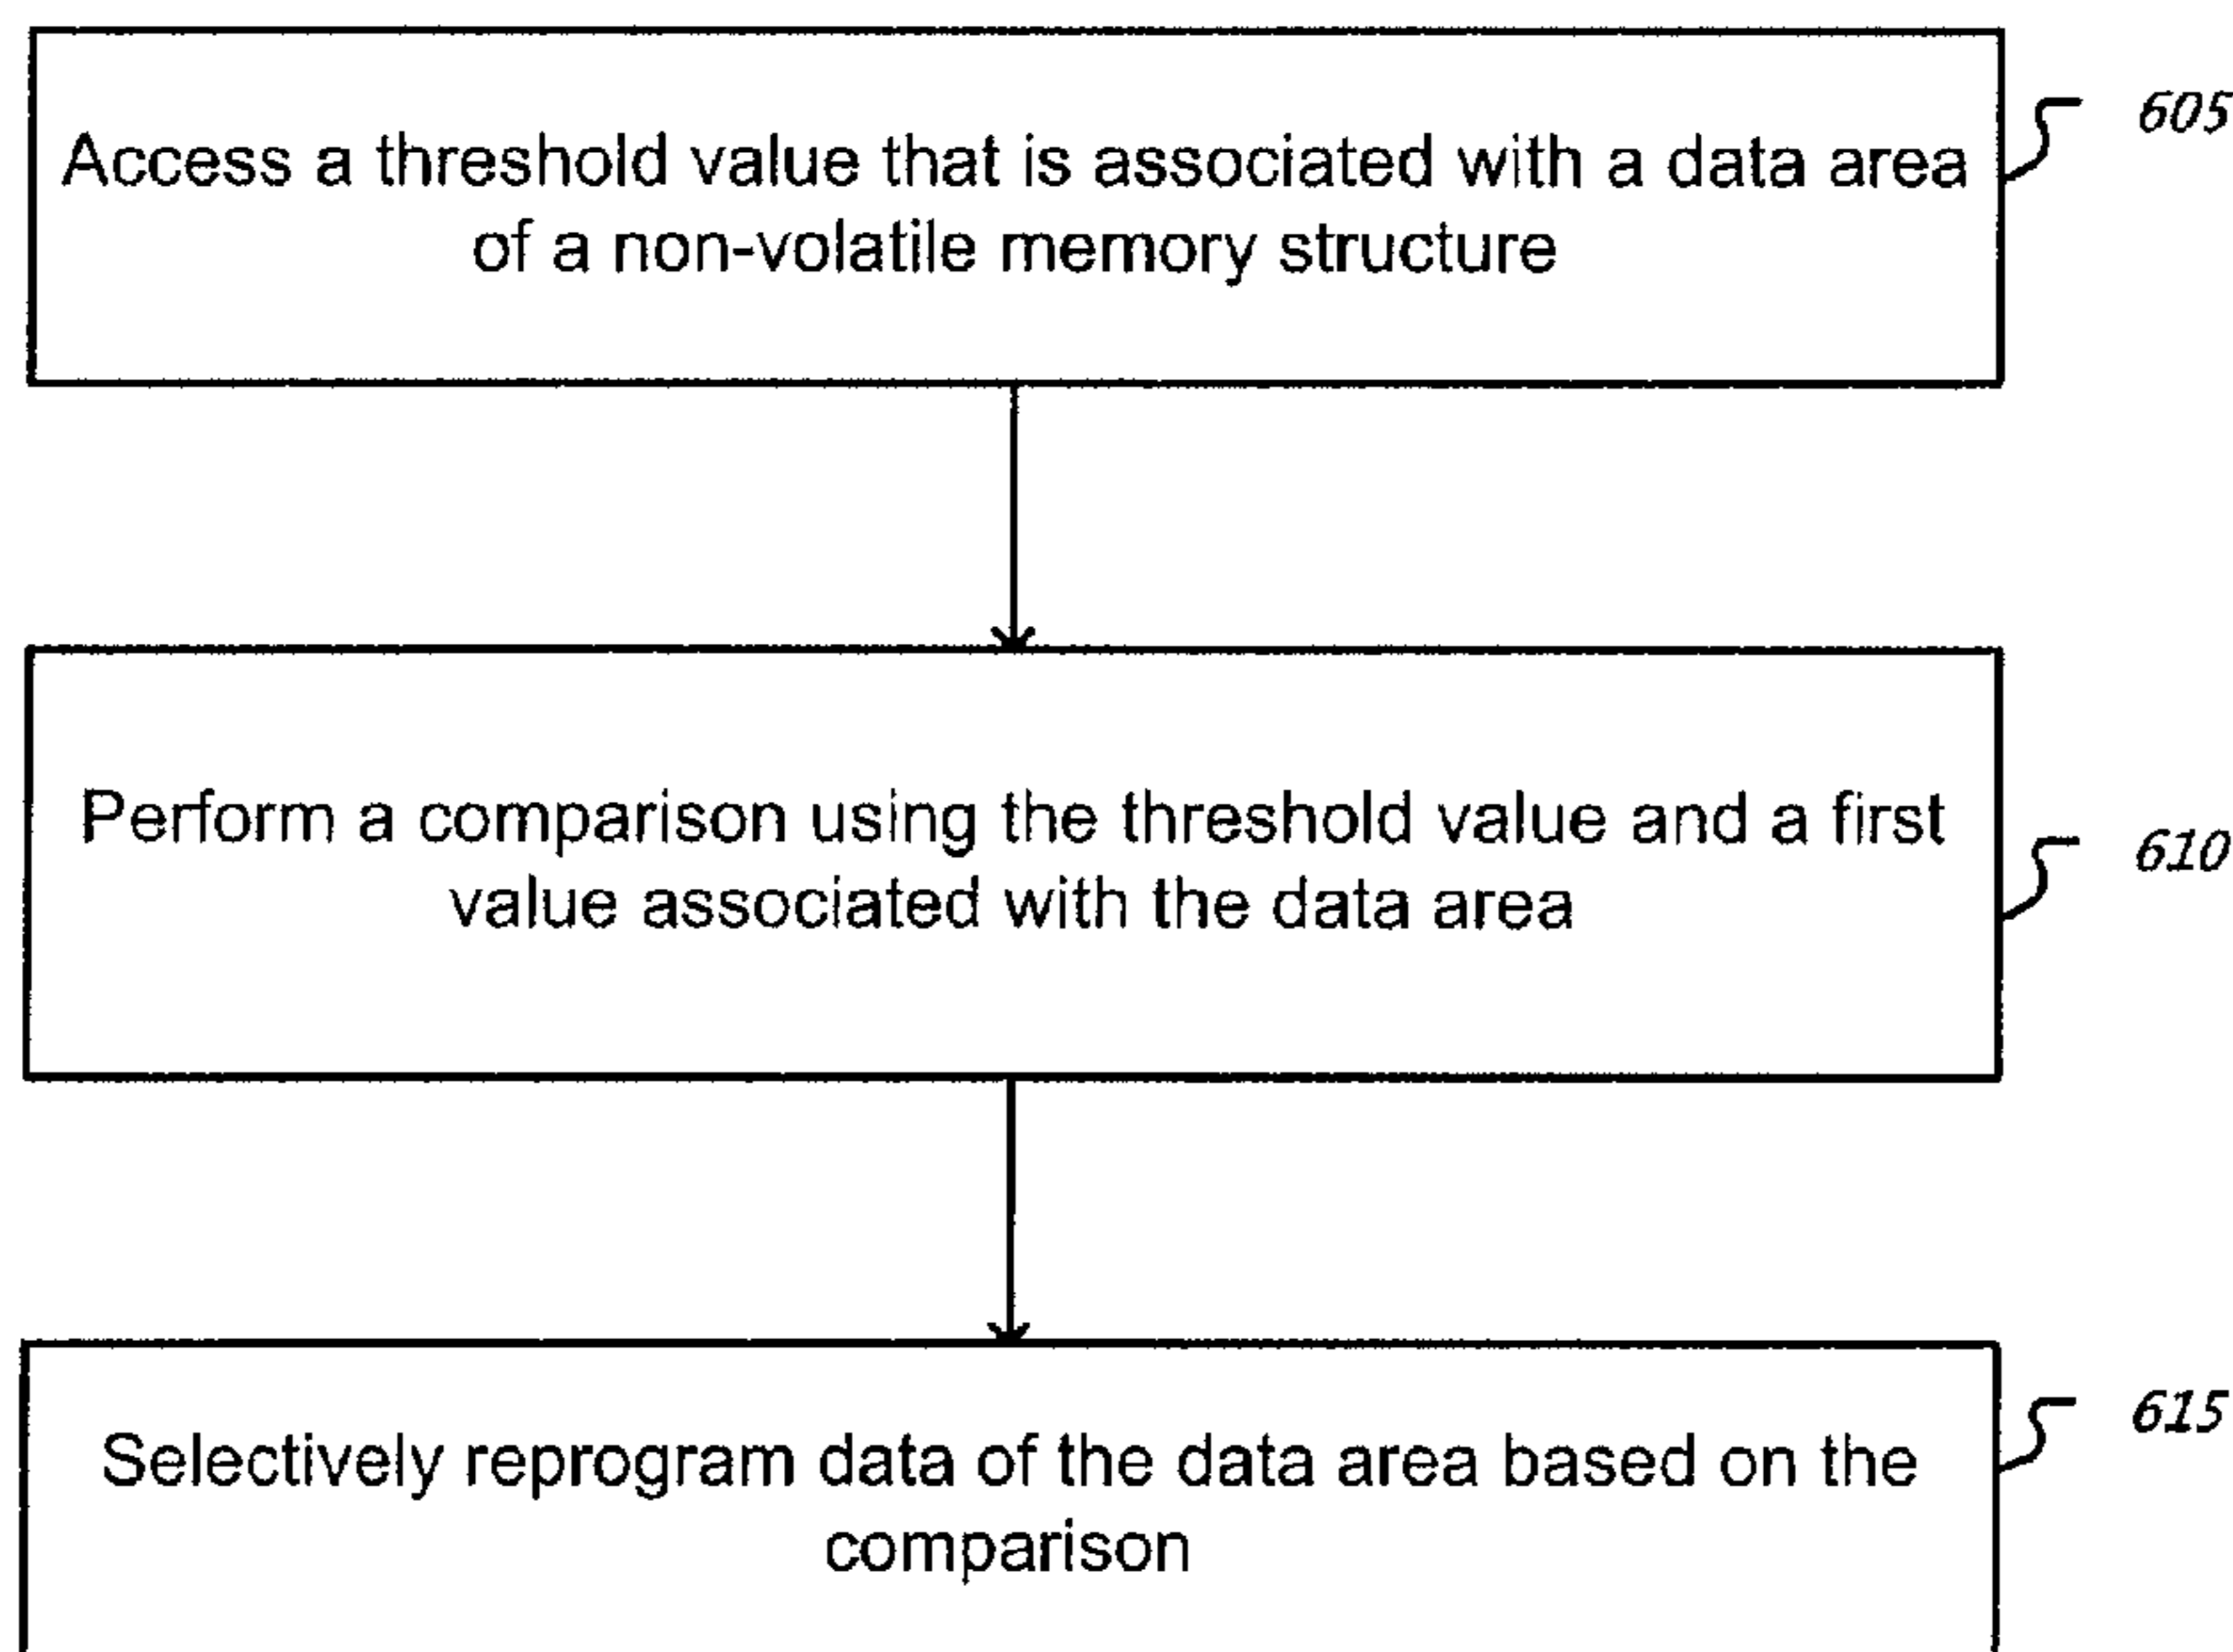 605
Access a threshold value that is associated with a data area
of a non-volatile memory structure
Perform a comparison using the threshold value and a first
value associated with the data area
610
615
Selectively reprogram data of the data area based on the
comparison